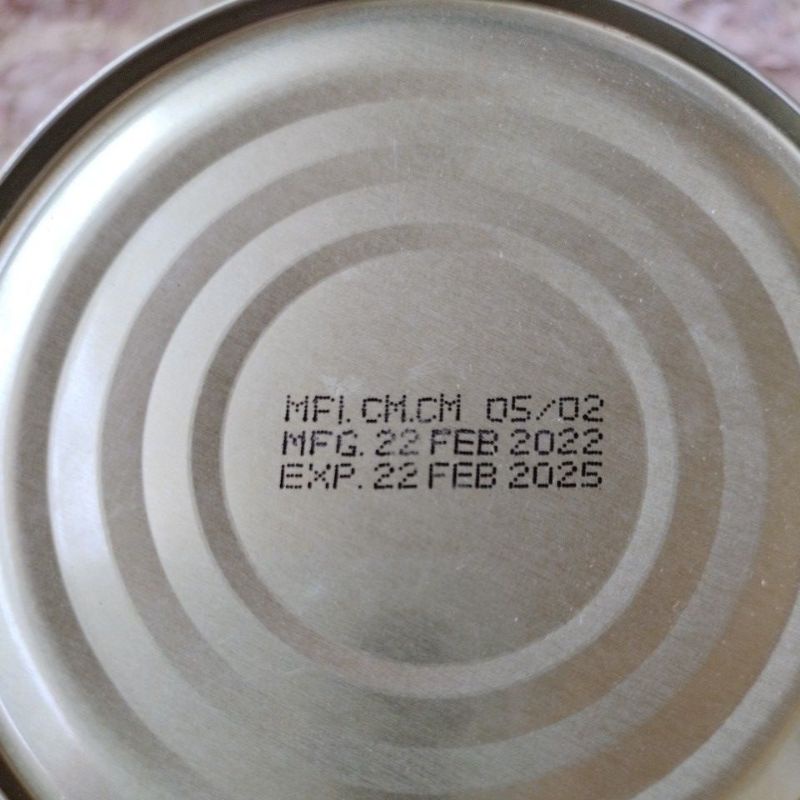 MFI. CM.CM 05/02
MFG. 22 FEB 2022
EXP. 22 FEB 2025